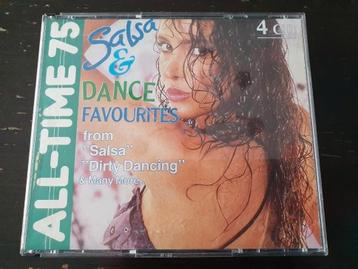 ALL-TIME 75
Salsa
&
DANCE
FAVOURITES
from
"Salsa"
"Dirty Dancing"
& Many More
4 CD